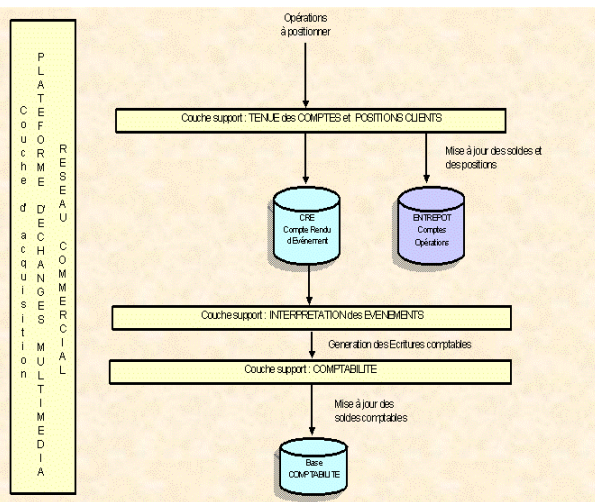 Couche d' acquisition
PLATEFORME D'ECHANGES MULTIMEDIA
RESEAU COMMERCIAL
Opérations
à positionner
Couche support : TENUE des COMPTES et POSITIONS CLIENTS
Mise à jour des soldes et
des positions
CRE
Compte Rendu
d'Evénement
ENTREPOT
Comptes
Opérations
Couche support : INTERPRETATION des EVENEMENTS
Generation des Ecritures comptables
Couche support : COMPTABILITE
Mise à jour des
soldes comptables
Base
COMPTABILITE